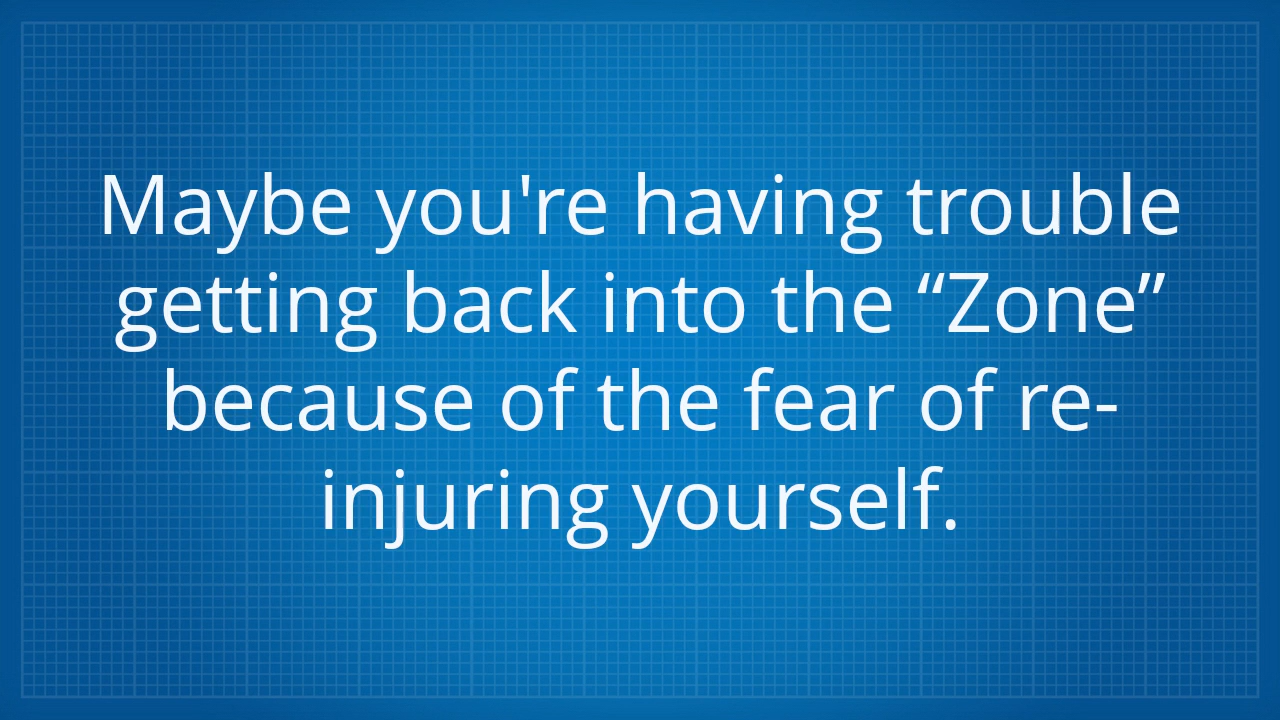 Maybe you're having trouble
getting back into the “Zone”
because of the fear of re-
injuring yourself.